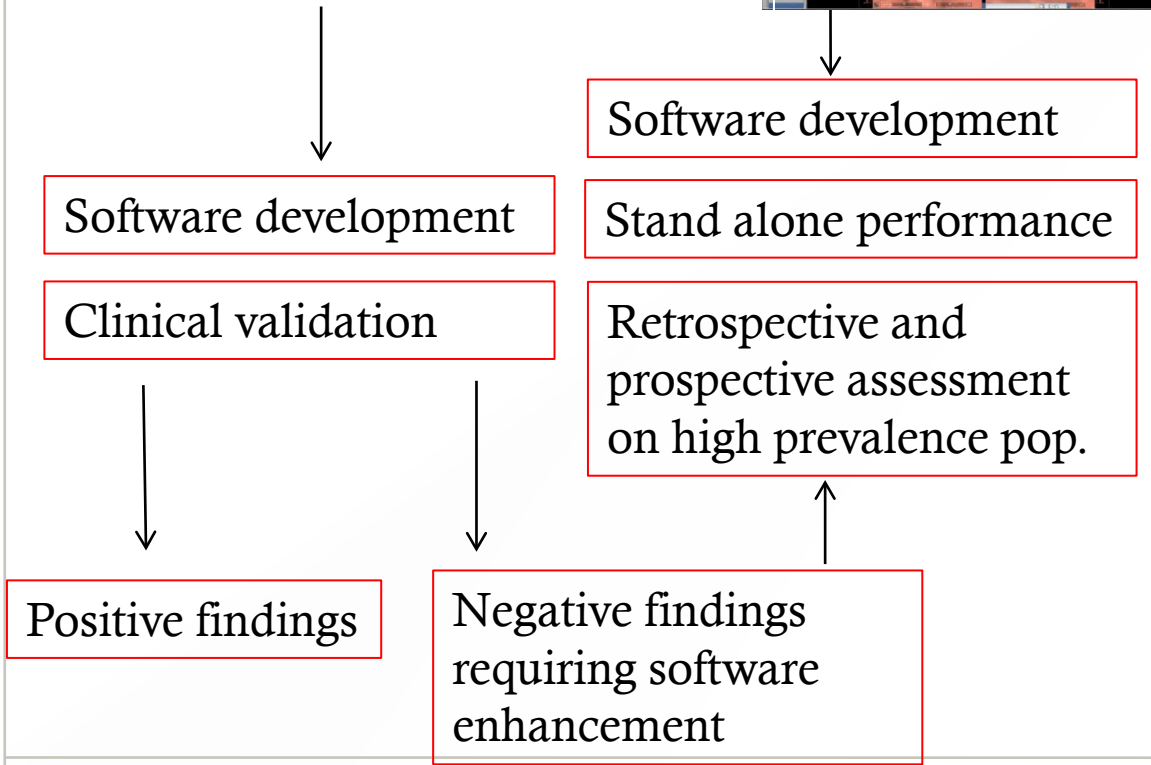 Software development
Clinical validation
Positive findings
Negative findings
requiring software
enhancement
Software development
Stand alone performance
Retrospective and
prospective assessment
on high prevalence pop.